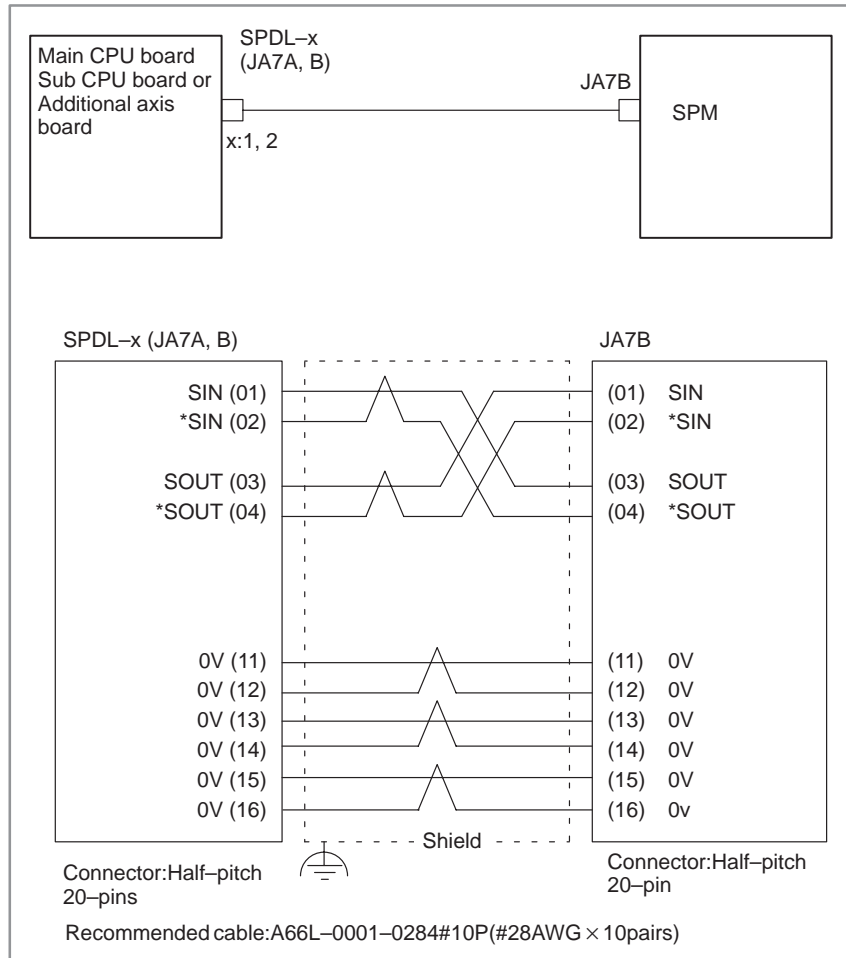 Main CPU board
Sub CPU board or
Additional axis
board
SPDL–x
(JA7A, B)
x:1, 2
JA7B
SPM
SPDL–x (JA7A, B)
JA7B
SIN (01)
(01) SIN
*SIN (02)
(02) *SIN
SOUT (03)
(03) SOUT
*SOUT (04)
(04) *SOUT
0V (11)
(11) 0V
0V (12)
(12) 0V
0V (13)
(13) 0V
0V (14)
(14) 0V
0V (15)
(15) 0V
0V (16)
(16) 0v
Shield
Connector:Half–pitch
20–pins
Connector:Half–pitch
20–pin
Recommended cable:A66L–0001–0284#10P(#28AWG × 10pairs)